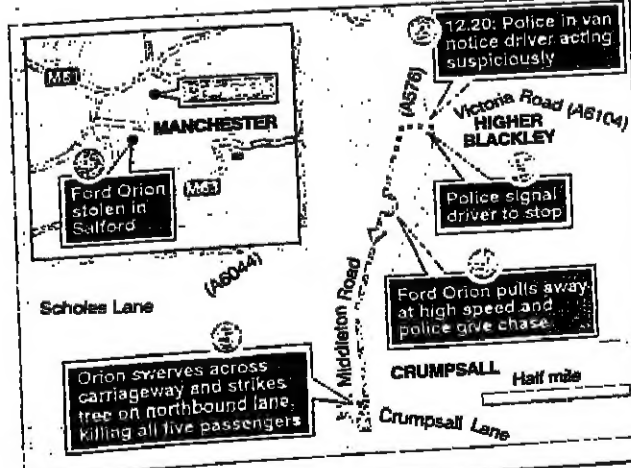 M61
MANCHESTER
M63
Ford Orion
stolen in
Salford
12.20: Police in van
notice driver acting
suspiciously
(A576)
Victoria Road (A6104)
HIGHER
BLACKLEY
Police signal
driver to stop
Ford Orion pulls away
at high speed and
police give chase
(A6044)
Scholes Lane
Middleton Road
Orion swerves across
carriageway and strikes
tree on northbound lane,
killing all five passengers
CRUMPSALL
Half mile
Crumpsall Lane